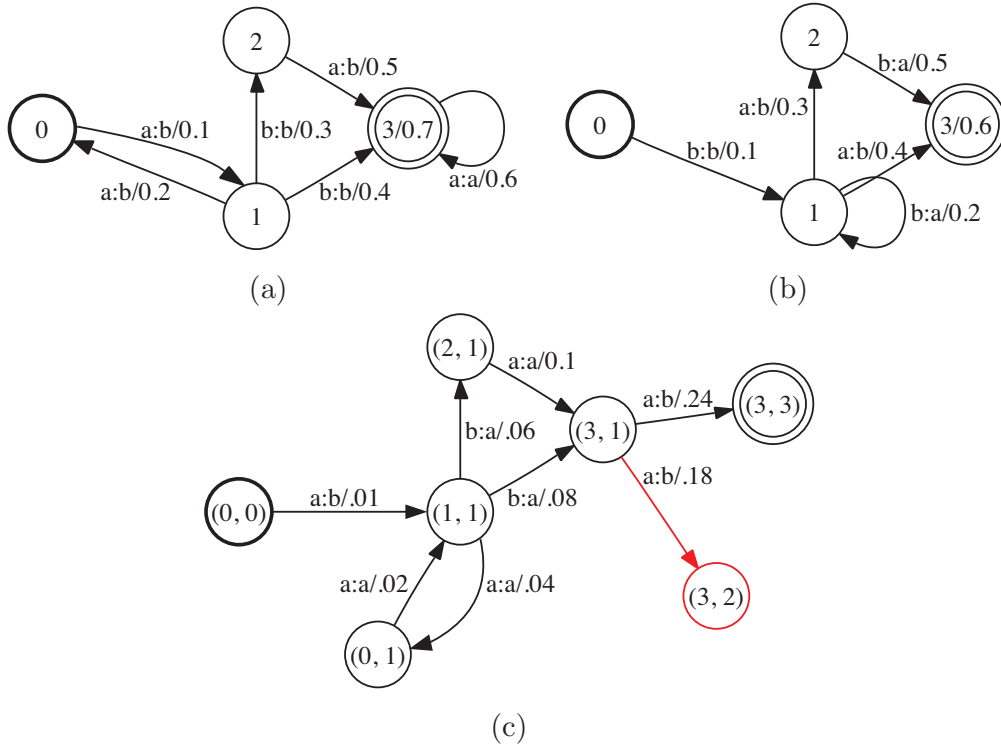 2
a:b/0.5
0
a:b/0.1
b:b/0.3
3/0.7
a:b/0.2
b:b/0.4
a:a/0.6
1
(a)
2
b:a/0.5
0
a:b/0.3
3/0.6
b:b/0.1
a:b/0.4
1
b:a/0.2
(b)
(2, 1)
a:a/0.1
a:b/.24
(3, 3)
(3, 1)
b:a/.06
a:b/.18
b:a/.08
(0, 0)
a:b/.01
(1, 1)
a:a/.02
a:a/.04
(3, 2)
(0, 1)
(c)